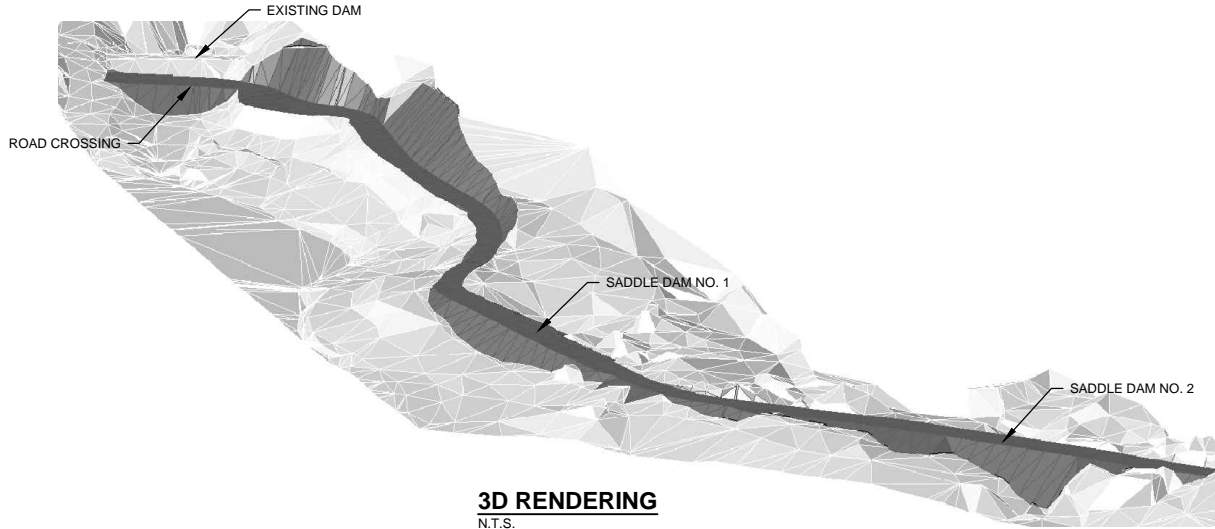 EXISTING DAM
ROAD CROSSING
SADDLE DAM NO. 1
SADDLE DAM NO. 2
3D RENDERING
N.T.S.